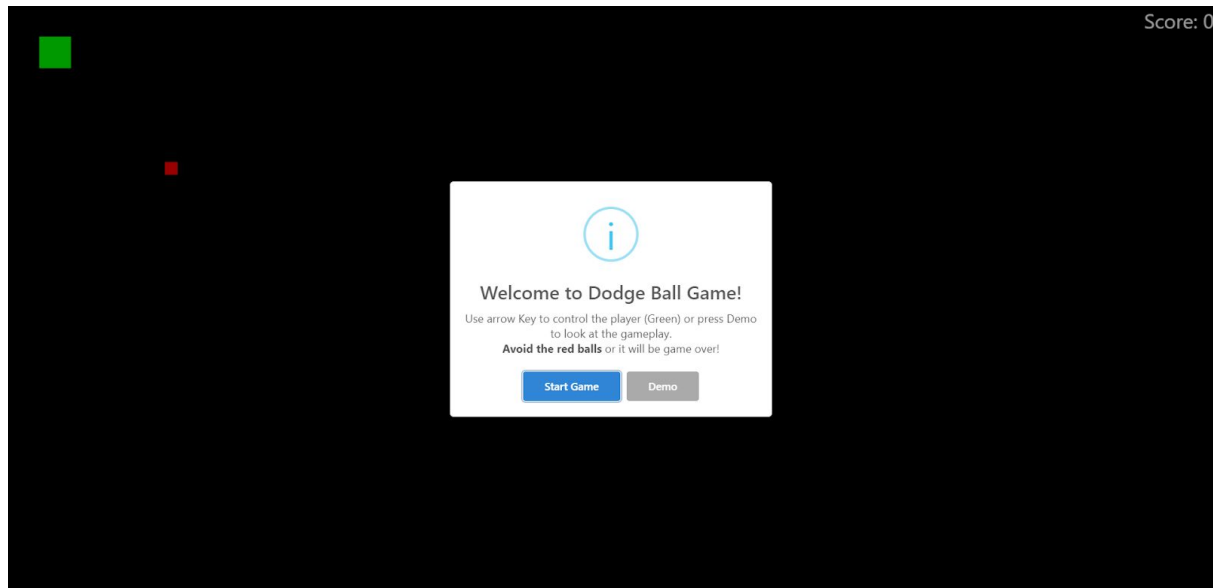 Score: 0
i
Welcome to Dodge Ball Game!
Use arrow Key to control the player (Green) or press Demo
to look at the gameplay.
Avoid the red balls or it will be game over!
Start Game
Demo